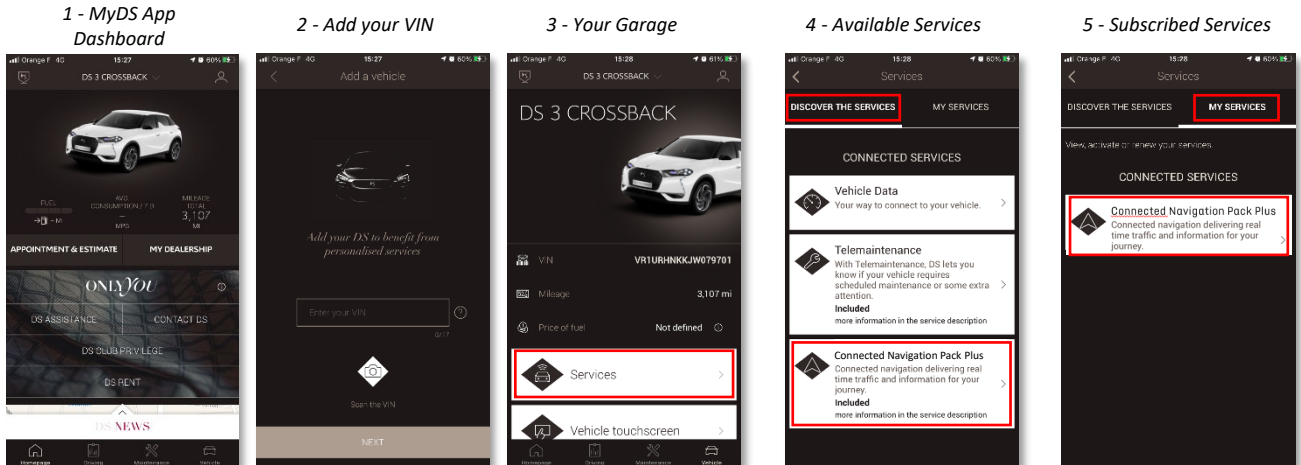 1 - MyDS App
Dashboard
2 - Add your VIN
3 - Your Garage
4 - Available Services
5 - Subscribed Services
Orange F 4G 15:27 60%
DS 3 CROSSBACK
FUEL
AVG.
CONSUMPTION / 7 D
MILEAGE
TOTAL
- MI
--
MPG
3,107
MI
APPOINTMENT & ESTIMATE
MY DEALERSHIP
ONLYYOU
DS ASSISTANCE
CONTACT DS
DS CLUB PRIVILEGE
DS RENT
DS NEWS
Homepage Driving Maintenance Vehicle
Orange F 4G 15:27 60%
Add a vehicle
Add your DS to benefit from
personalised services
Enter your VIN
?
0/17
Scan the VIN
NEXT
Orange F 4G 15:28 61%
DS 3 CROSSBACK
DS 3 CROSSBACK
VIN VR1URHNKKJW079701
Mileage 3,107 mi
Price of fuel Not defined
Services
Vehicle touchscreen
Homepage Driving Maintenance Vehicle
Orange F 4G 15:28 60%
Services
DISCOVER THE SERVICES MY SERVICES
CONNECTED SERVICES
Vehicle Data
Your way to connect to your vehicle.
Telemaintenance
With Telemaintenance, DS lets you
know if your vehicle requires
scheduled maintenance or some extra
attention.
Included
more information in the service description
Connected Navigation Pack Plus
Connected navigation delivering real
time traffic and information for your
journey.
Included
more information in the service description
Orange F 4G 15:28 60%
Services
DISCOVER THE SERVICES MY SERVICES
View, activate or renew your services.
CONNECTED SERVICES
Connected Navigation Pack Plus
Connected navigation delivering real
time traffic and information for your
journey.